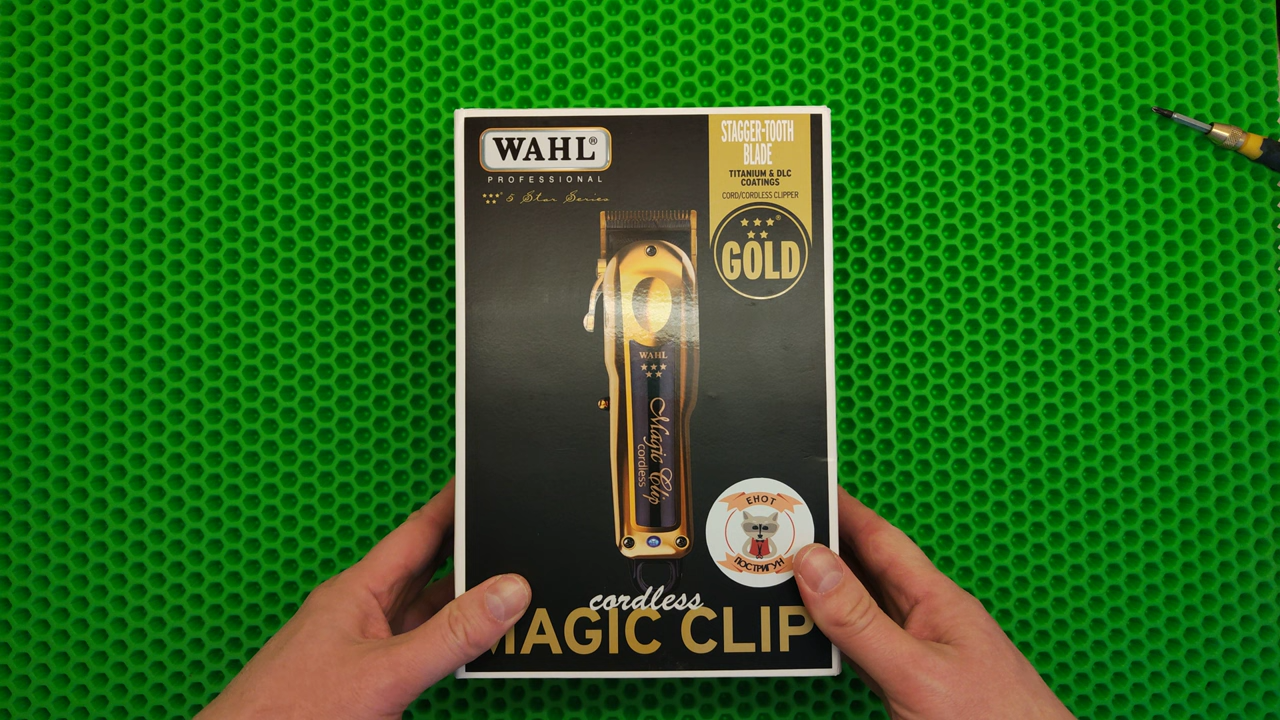 WAHL®
PROFESSIONAL
5 Star Series
STAGGER-TOOTH
BLADE
TITANIUM & DLC
COATINGS
CORD/CORDLESS CLIPPER
GOLD
WAHL
Magic Clip
cordless
ЕНОТ
ПОСТРИГУН
cordless
MAGIC CLIP